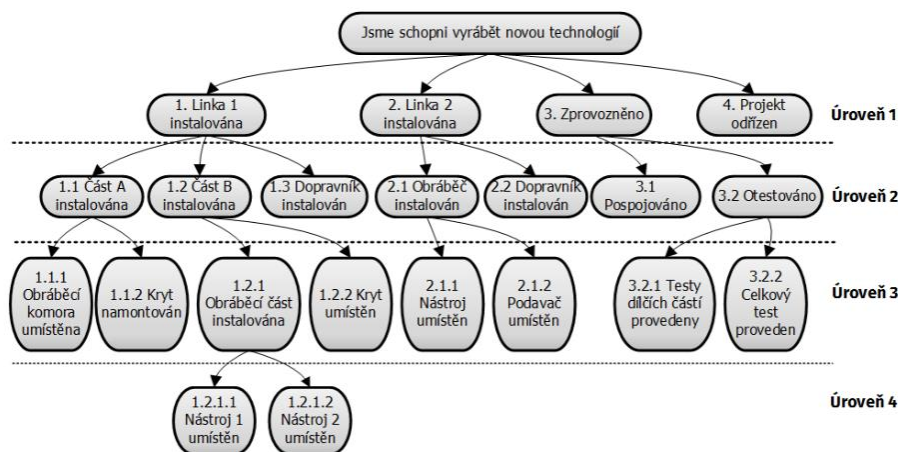 Jsme schopni vyrábět novou technologií
1. Linka 1
instalována
2. Linka 2
instalována
3. Zprovozněno
4. Projekt
odřízen
Úroveň 1
1.1 Část A
instalována
1.2 Část B
instalována
1.3 Dopravník
instalován
2.1 Obráběč
instalován
2.2 Dopravník
instalován
3.1
Pospojováno
3.2 Otestováno
Úroveň 2
1.1.1
Obráběcí
komora
umístěna
1.1.2 Kryt
namontován
1.2.1
Obráběcí část
instalována
1.2.2 Kryt
umístěn
2.1.1
Nástroj
umístěn
2.1.2
Podavač
umístěn
3.2.1 Testy
dílčích částí
provedeny
3.2.2
Celkový
test
proveden
Úroveň 3
1.2.1.1
Nástroj 1
umístěn
1.2.1.2
Nástroj 2
umístěn
Úroveň 4